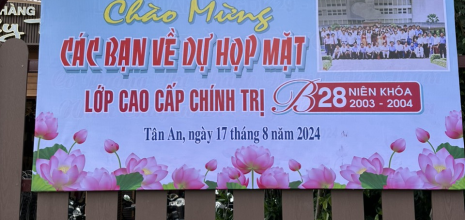 HÀNG
Chào Mừng
CÁC BẠN VỀ DỰ HỌP MẶT
LỚP CAO CẤP CHÍNH TRỊ B28 NIÊN KHÓA 2003 - 2004
Tân An, ngày 17 tháng 8 năm 2024